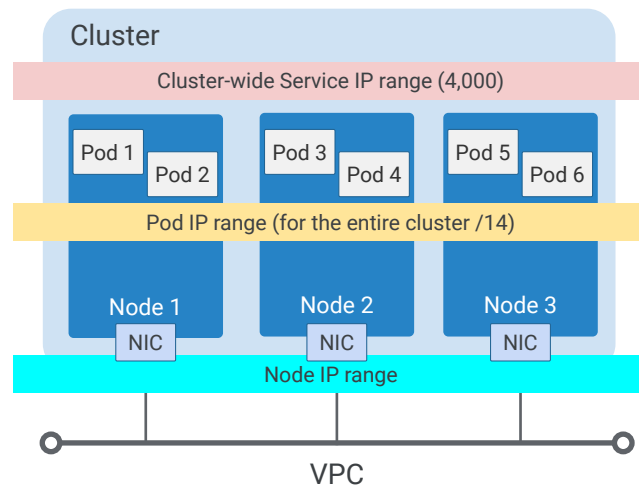 Cluster
Cluster-wide Service IP range (4,000)
Pod 1
Pod 2
Pod 3
Pod 4
Pod 5
Pod 6
Pod IP range (for the entire cluster /14)
Node 1
Node 2
Node 3
NIC
NIC
NIC
Node IP range
VPC